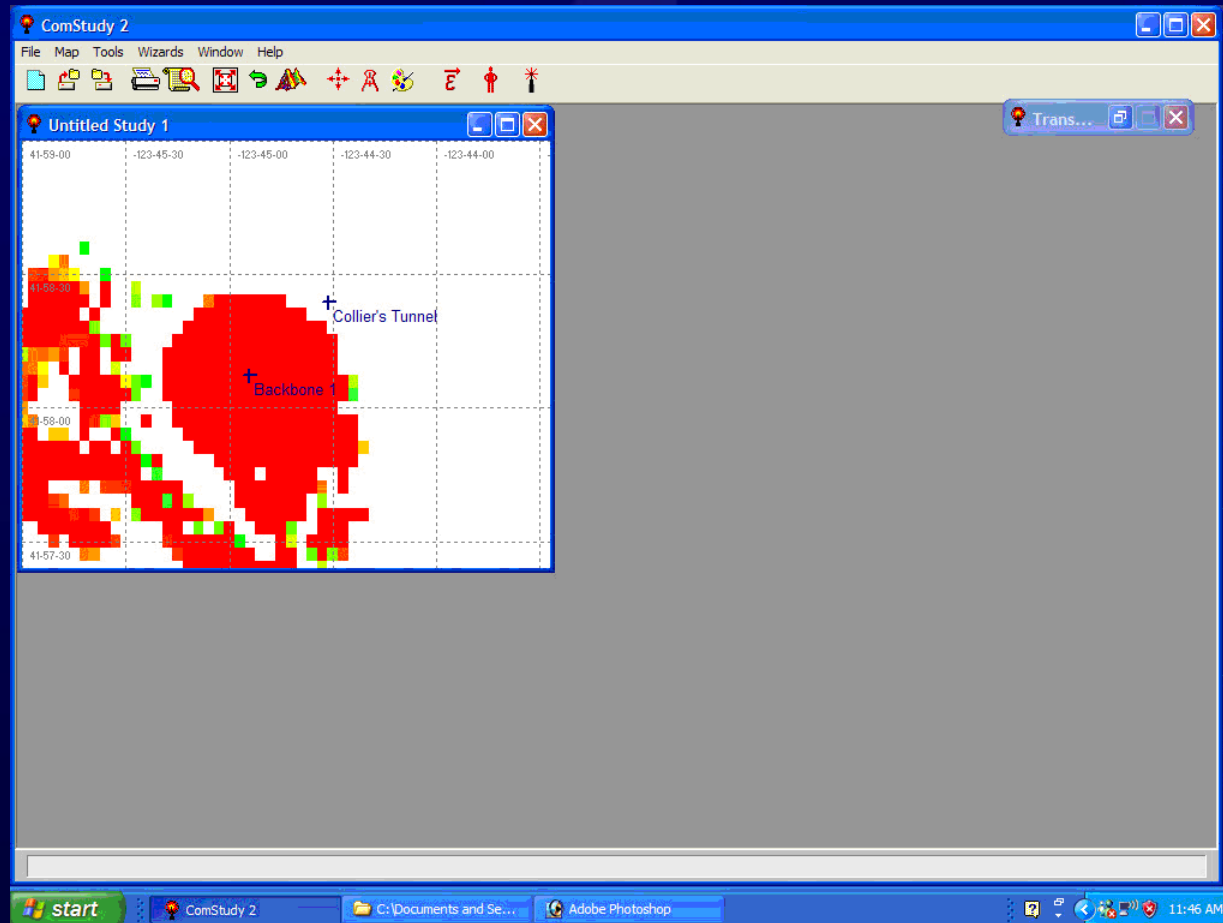 ComStudy 2
File Map Tools Wizards Window Help
Untitled Study 1
Trans...
41-59-00 -123-45-30 -123-45-00 -123-44-30 -123-44-00
41-58-30
Collier's Tunnel
Backbone 1
41-58-00
41-57-30
start ComStudy 2 C:\Documents and Se... Adobe Photoshop 11:46 AM